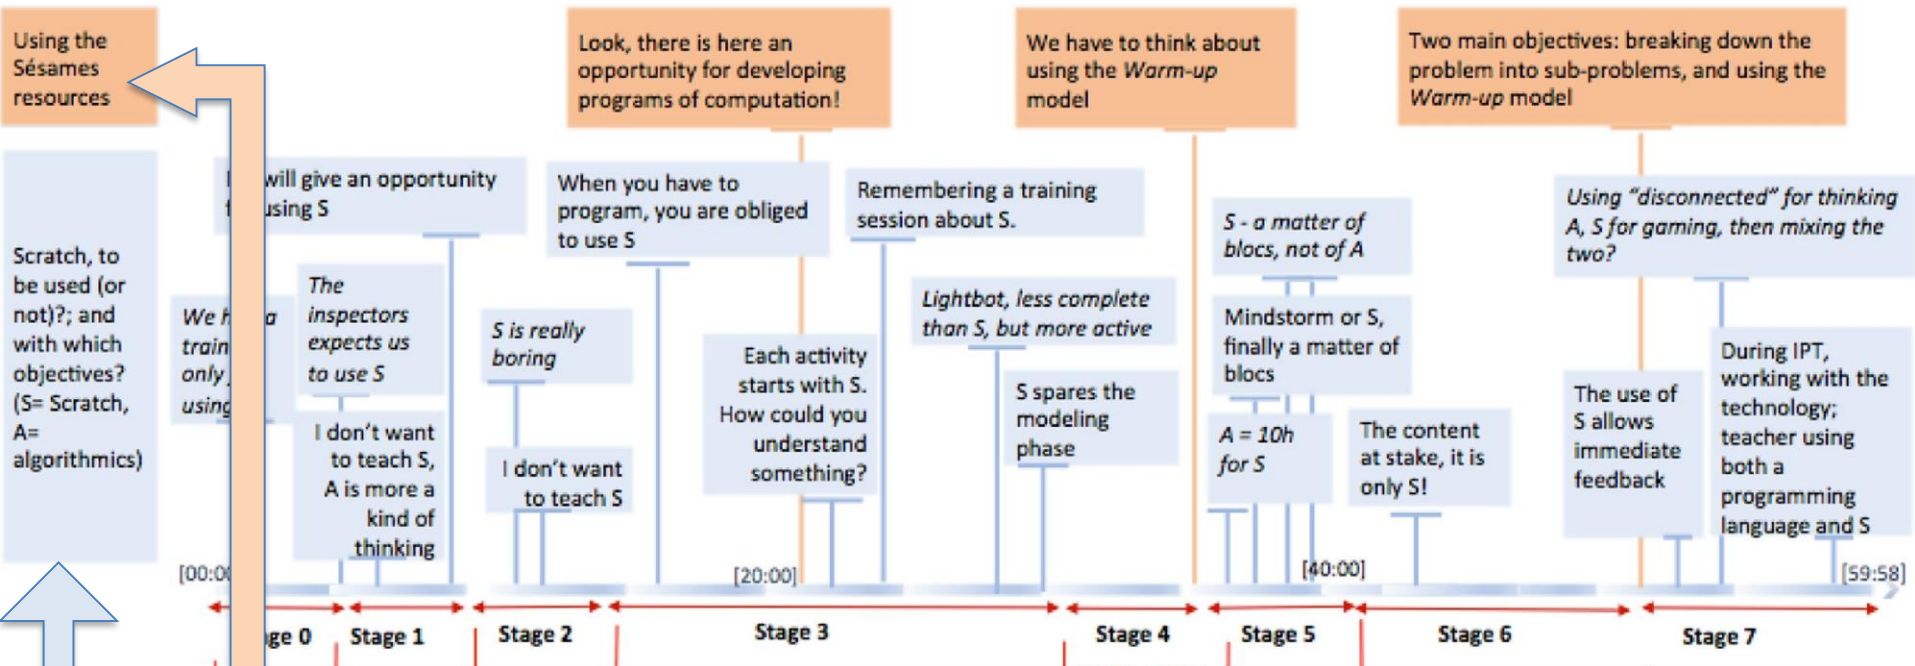 Using the
Sésames
resources
Look, there is here an
opportunity for developing
programs of computation!
We have to think about
using the Warm-up
model
Two main objectives: breaking down the
problem into sub-problems, and using the
Warm-up model
Scratch, to
be used (or
not)?; and
with which
objectives?
(S= Scratch,
A=
algorithmics)
will give an opportunity
using S
When you have to
program, you are obliged
to use S
Remembering a training
session about S.
S - a matter of
blocs, not of A
Using “disconnected” for thinking
A, S for gaming, then mixing the
two?
We a
train
only
using
The
inspectors
expects us
to use S
I don’t want
to teach S,
A is more a
kind of
thinking
S is really
boring
I don’t want
to teach S
Each activity
starts with S.
How could you
understand
something?
Lightbot, less complete
than S, but more active
S spares the
modeling
phase
Mindstorm or S,
finally a matter of
blocs
A = 10h
for S
The content
at stake, it is
only S!
The use of
S allows
immediate
feedback
During IPT,
working with the
technology;
teacher using
both a
programming
language and S
[00:0
[20:00]
[40:00]
[59:58]
ge 0
Stage 1
Stage 2
Stage 3
Stage 4
Stage 5
Stage 6
Stage 7